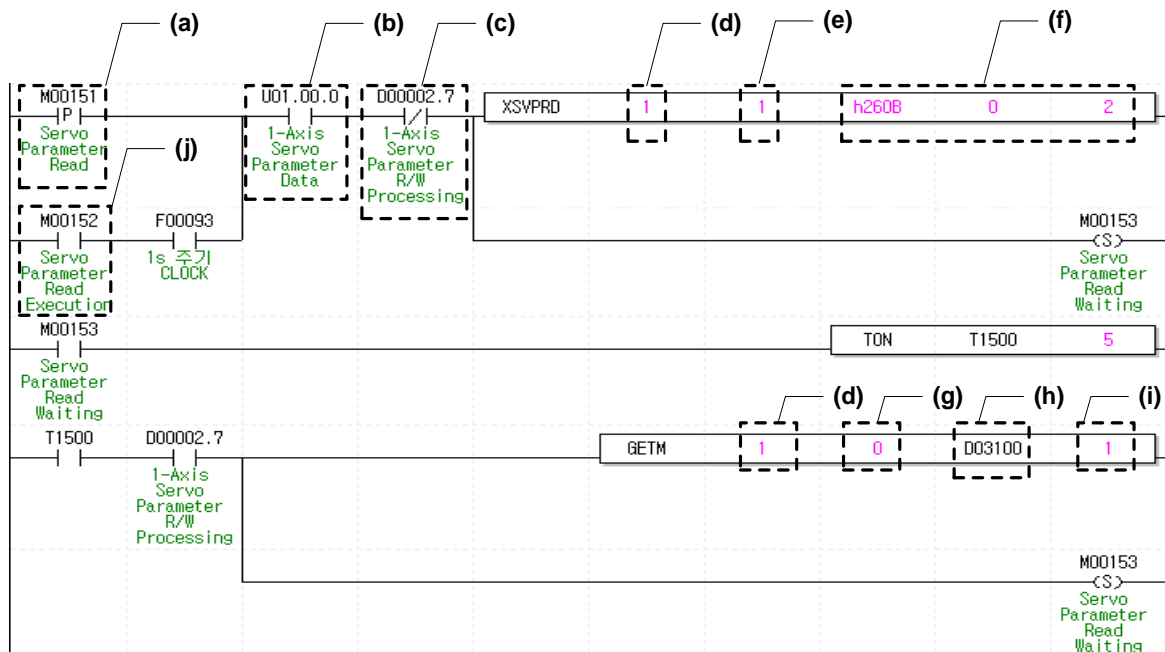 (a)
(b)
(c)
(d)
(e)
(f)
M00151
P
Servo
Parameter
Read
U01.00.0
1-Axis
Servo
Parameter
Data
D00002.7
1-Axis
Servo
Parameter
R/W
Processing
XSVPRD 1 1 h260B 0 2
(j)
M00152
Servo
Parameter
Read
Execution
F00093
1s 주기
CLOCK
M00153
(S)
Servo
Parameter
Read
Waiting
M00153
Servo
Parameter
Read
Waiting
TON T1500 5
(d)
(g)
(h)
(i)
T1500
D00002.7
1-Axis
Servo
Parameter
R/W
Processing
GETM 1 0 D03100 1
M00153
(S)
Servo
Parameter
Read
Waiting